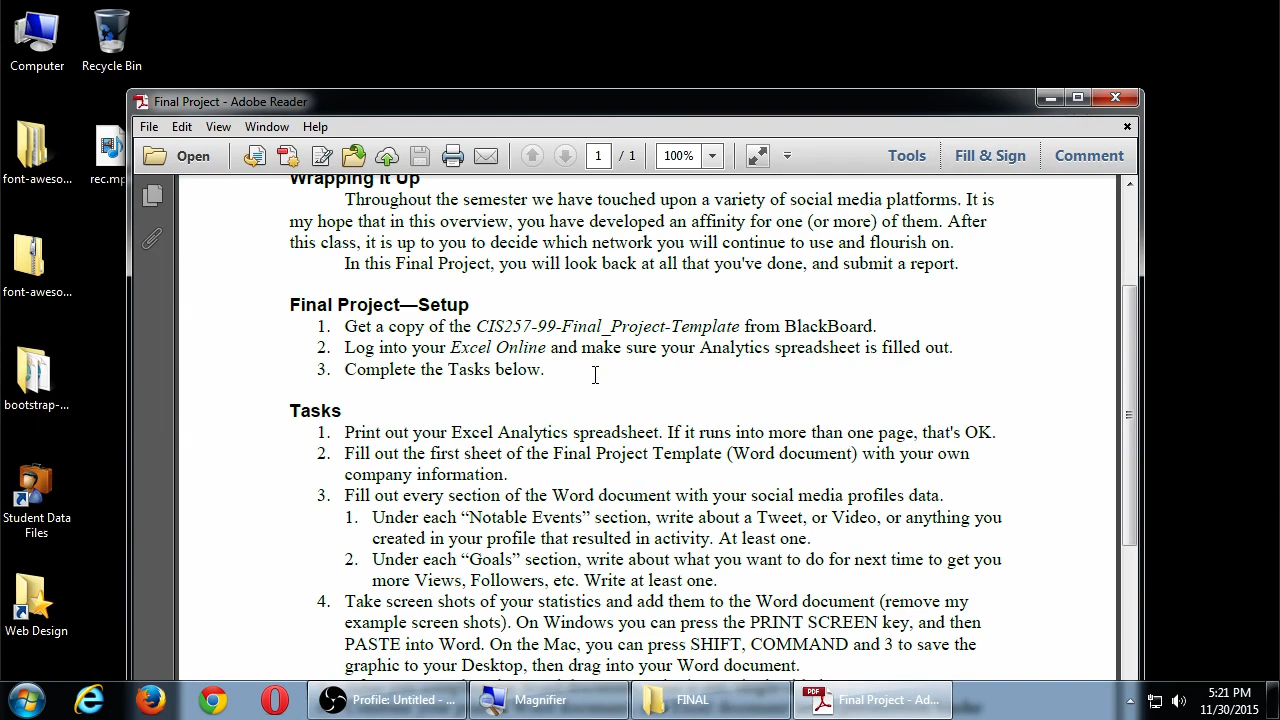 Computer
Recycle Bin
font-aweso...
rec.mp
font-aweso...
bootstrap-...
Student Data
Files
Web Design
Final Project - Adobe Reader
File Edit View Window Help
Open 1 / 1 100% Tools Fill & Sign Comment
Wrapping It Up
Throughout the semester we have touched upon a variety of social media platforms. It is
my hope that in this overview, you have developed an affinity for one (or more) of them. After
this class, it is up to you to decide which network you will continue to use and flourish on.
In this Final Project, you will look back at all that you've done, and submit a report.
Final Project—Setup
1. Get a copy of the CIS257-99-Final_Project-Template from BlackBoard.
2. Log into your Excel Online and make sure your Analytics spreadsheet is filled out.
3. Complete the Tasks below.
Tasks
1. Print out your Excel Analytics spreadsheet. If it runs into more than one page, that's OK.
2. Fill out the first sheet of the Final Project Template (Word document) with your own
company information.
3. Fill out every section of the Word document with your social media profiles data.
1. Under each “Notable Events” section, write about a Tweet, or Video, or anything you
created in your profile that resulted in activity. At least one.
2. Under each “Goals” section, write about what you want to do for next time to get you
more Views, Followers, etc. Write at least one.
4. Take screen shots of your statistics and add them to the Word document (remove my
example screen shots). On Windows you can press the PRINT SCREEN key, and then
PASTE into Word. On the Mac, you can press SHIFT, COMMAND and 3 to save the
graphic to your Desktop, then drag into your Word document.
Profile: Untitled - ...
Magnifier
FINAL
PDF
Final Project - Ad...
5:21 PM
11/30/2015